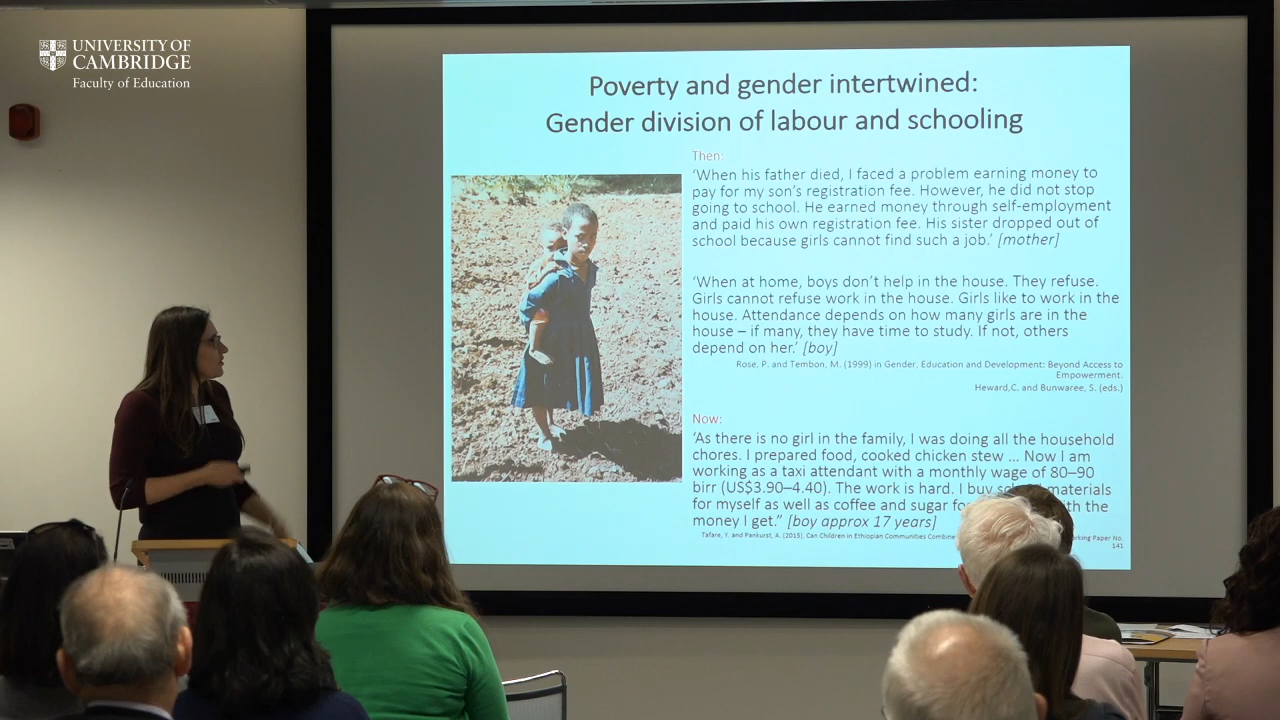 UNIVERSITY OF
CAMBRIDGE
Faculty of Education
Poverty and gender intertwined:
Gender division of labour and schooling
Then:
‘When his father died, I faced a problem earning money to
pay for my son’s registration fee. However, he did not stop
going to school. He earned money through self-employment
and paid his own registration fee. His sister dropped out of
school because girls cannot find such a job.’ [mother]
‘When at home, boys don’t help in the house. They refuse.
Girls cannot refuse work in the house. Girls like to work in the
house. Attendance depends on how many girls are in the
house – if many, they have time to study. If not, others
depend on her.’ [boy]
Rose, P. and Tembon, M. (1999) in Gender, Education and Development: Beyond Access to
Empowerment.
Heward,C. and Bunwaree, S. (eds.)
Now:
‘As there is no girl in the family, I was doing all the household
chores. I prepared food, cooked chicken stew … Now I am
working as a taxi attendant with a monthly wage of 80–90
birr (US$3.90–4.40). The work is hard. I buy materials
for myself as well as coffee and sugar the
money I get.” [boy approx 17 years]
Tafare, Y. and Pankurst, A. (2015), Can Children in Ethiopian Communities Combine Paper No.
141